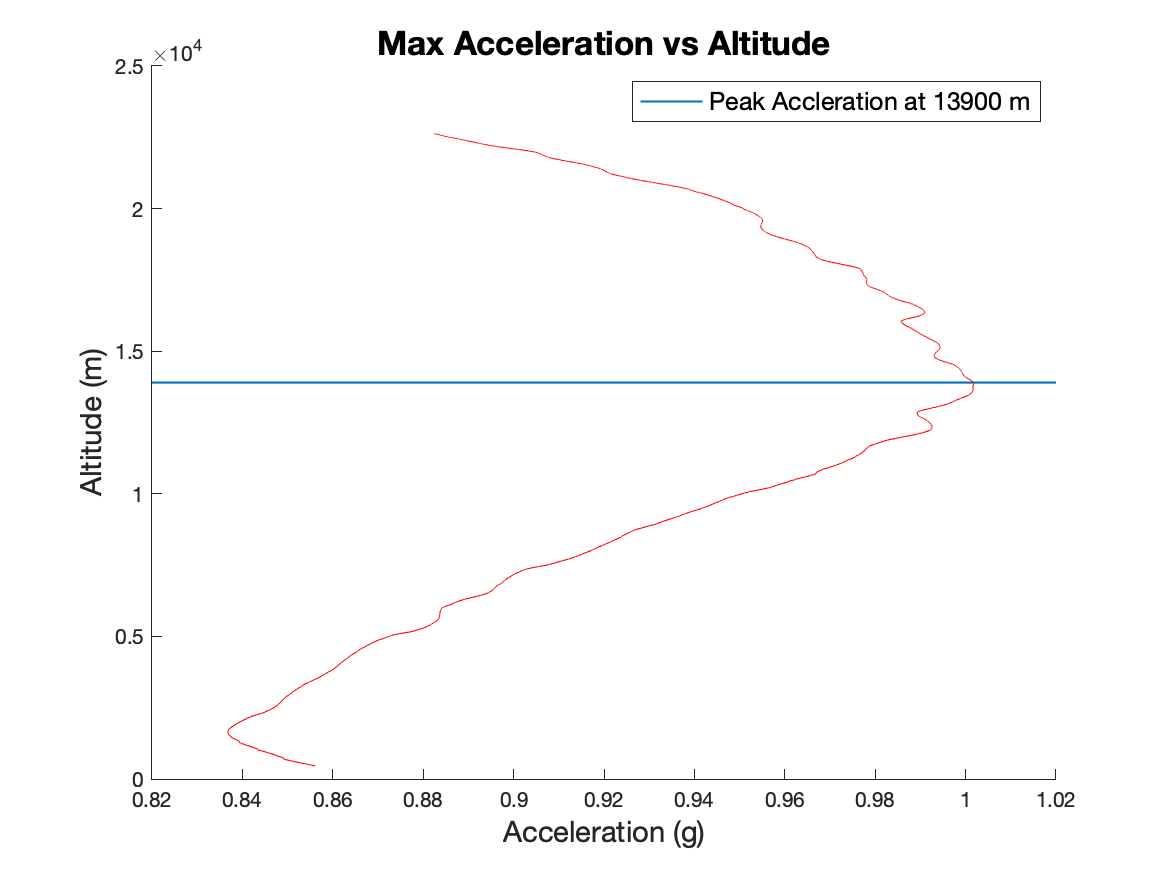 Max Acceleration vs Altitude
×10⁴
Peak Accleration at 13900 m
2.5
2
1.5
1
0.5
0
Altitude (m)
0.82 0.84 0.86 0.88 0.9 0.92 0.94 0.96 0.98 1 1.02
Acceleration (g)